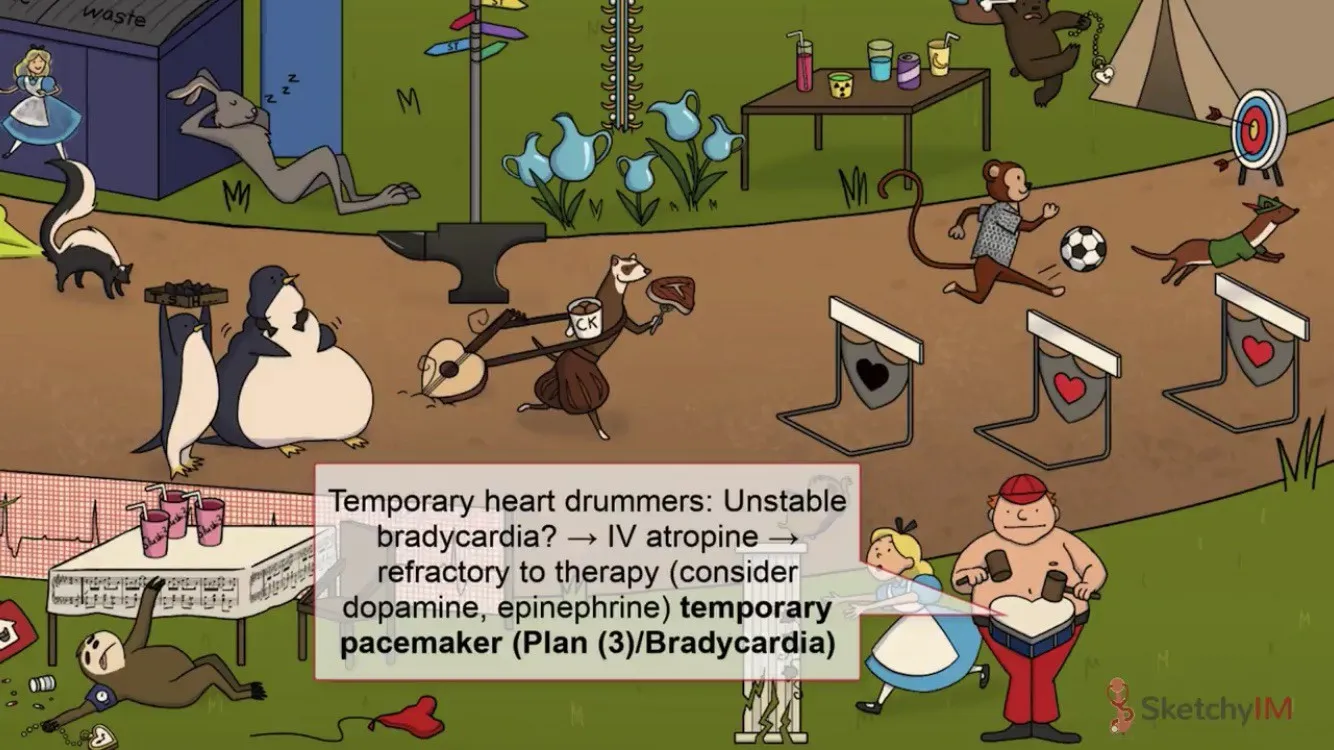 waste
ST
ST
z
z
z
CK
Temporary heart drummers: Unstable
bradycardia? → IV atropine →
refractory to therapy (consider
dopamine, epinephrine) temporary
pacemaker (Plan (3)/Bradycardia)
SketchyIM